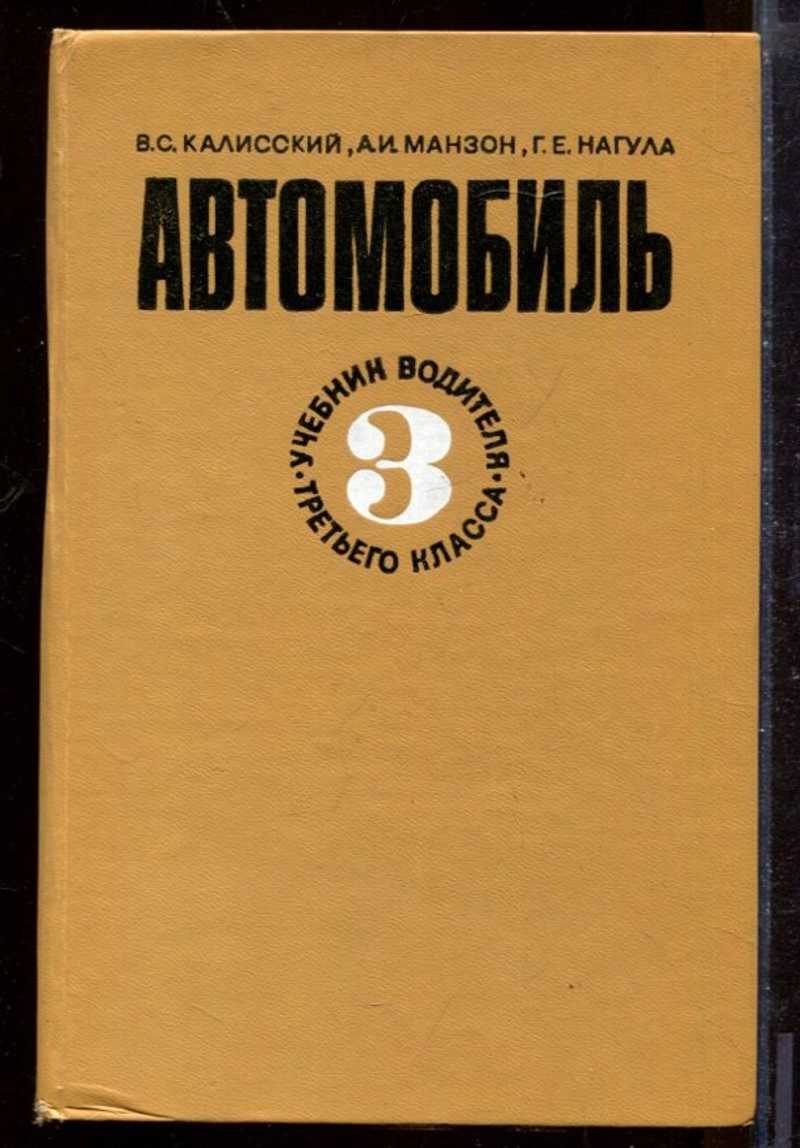 В.С. КАЛИССКИЙ, А.И. МАНЗОН, Г.Е. НАГУЛА
АВТОМОБИЛЬ
УЧЕБНИК ВОДИТЕЛЯ
3
ТРЕТЬЕГО КЛАССА